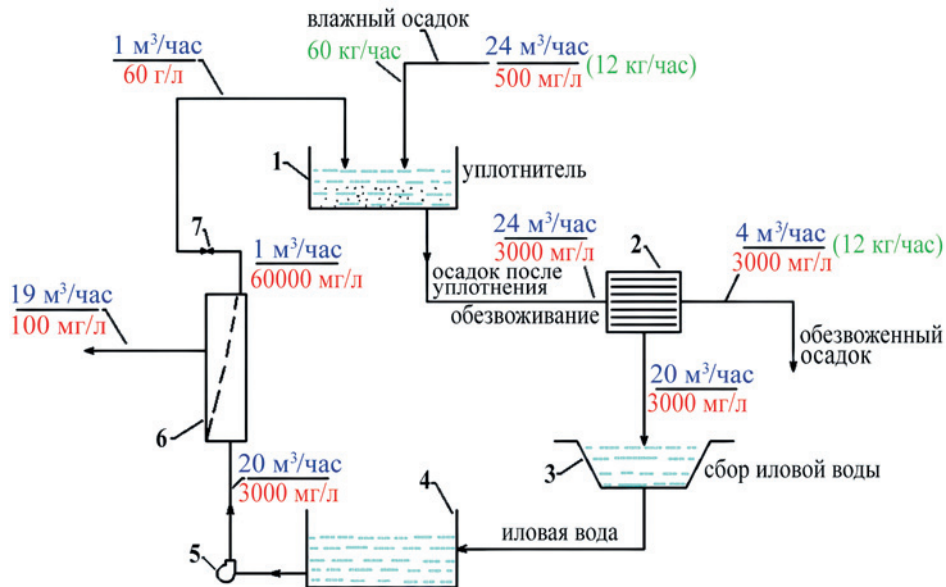 влажный осадок
1 м³/час
60 г/л
60 кг/час
24 м³/час
500 мг/л
(12 кг/час)
1
уплотнитель
7
1 м³/час
60000 мг/л
24 м³/час
3000 мг/л
2
4 м³/час
3000 мг/л
(12 кг/час)
осадок после
уплотнения
обезвоживание
19 м³/час
100 мг/л
обезвоженный
осадок
20 м³/час
3000 мг/л
6
3
сбор иловой воды
20 м³/час
3000 мг/л
4
иловая вода
5